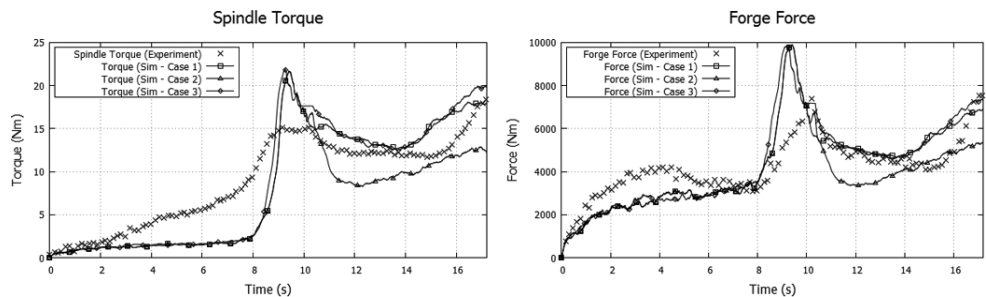 Spindle Torque
25
20
15
10
5
0
Torque (Nm)
Spindle Torque (Experiment)
Torque (Sim - Case 1)
Torque (Sim - Case 2)
Torque (Sim - Case 3)
0 2 4 6 8 10 12 14 16
Time (s)
Forge Force
10000
8000
6000
4000
2000
0
Force (Nm)
Forge Force (Experiment)
Force (Sim - Case 1)
Force (Sim - Case 2)
Force (Sim - Case 3)
0 2 4 6 8 10 12 14 16
Time (s)